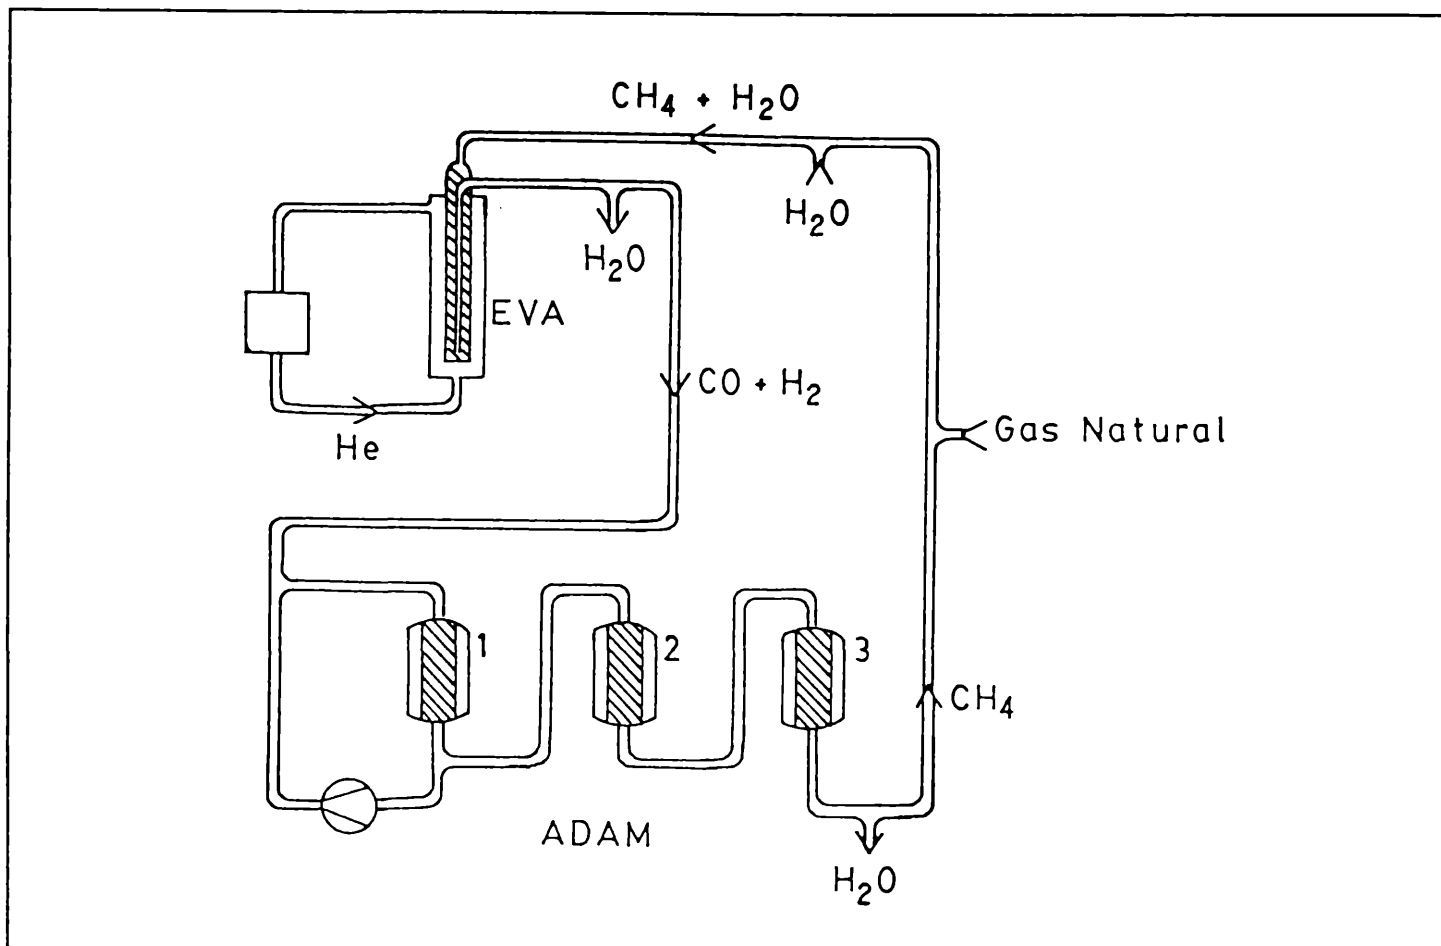 CH₄ + H₂O
H₂O
H₂O
EVA
CO + H₂
He
Gas Natural
1
2
3
CH₄
ADAM
H₂O